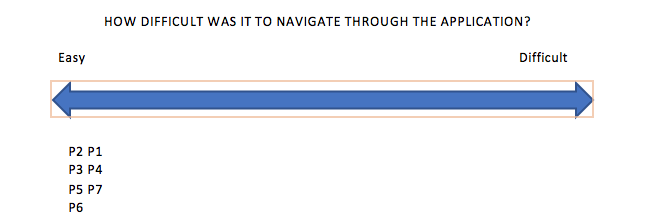 HOW DIFFICULT WAS IT TO NAVIGATE THROUGH THE APPLICATION?
Easy Difficult
P2 P1
P3 P4
P5 P7
P6